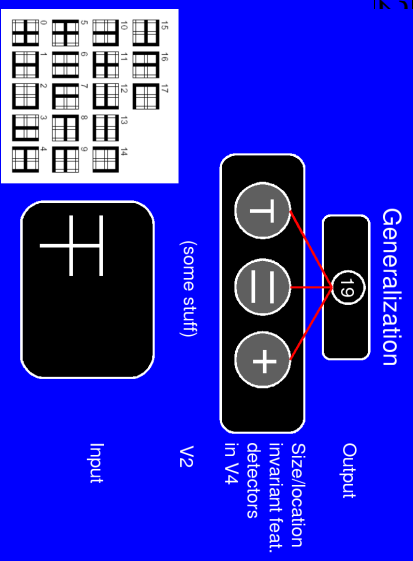 Generalization
19
Output
Size/location
invariant feat.
detectors
in V4
(some stuff)
V2
15 16 17
10 11 12 13 14
5 6 7 8 9
0 1 2 3 4
Input